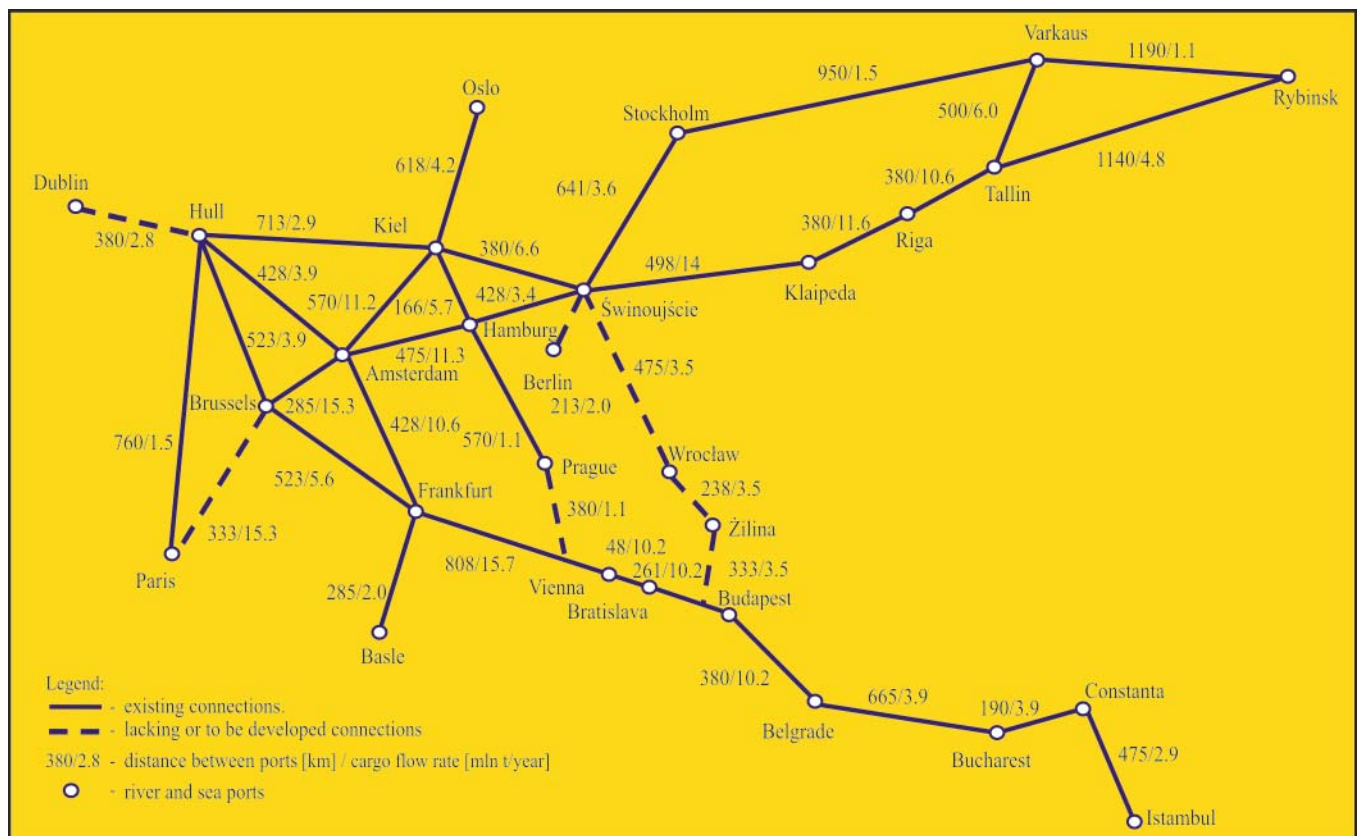 Varkaus
1190/1.1
950/1.5
Rybinsk
Oslo
Stockholm
500/6.0
1140/4.8
618/4.2
380/10.6
Tallin
Dublin
641/3.6
Hull
713/2.9
Kiel
380/11.6
Riga
380/2.8
380/6.6
498/14
Klaipeda
428/3.9
570/11.2
166/5.7
428/3.4
Świnoujście
Hamburg
523/3.9
475/11.3
Amsterdam
Berlin
475/3.5
213/2.0
Brussels
285/15.3
428/10.6
570/1.1
760/1.5
Prague
Wrocław
523/5.6
Frankfurt
238/3.5
380/1.1
333/15.3
Żilina
Paris
808/15.7
48/10.2
261/10.2
333/3.5
285/2.0
Vienna
Bratislava
Budapest
Basle
380/10.2
Legend:
- existing connections.
- lacking or to be developed connections
380/2.8 - distance between ports [km] / cargo flow rate [mln t/year]
- river and sea ports
665/3.9
190/3.9
Constanta
Belgrade
Bucharest
475/2.9
Istambul